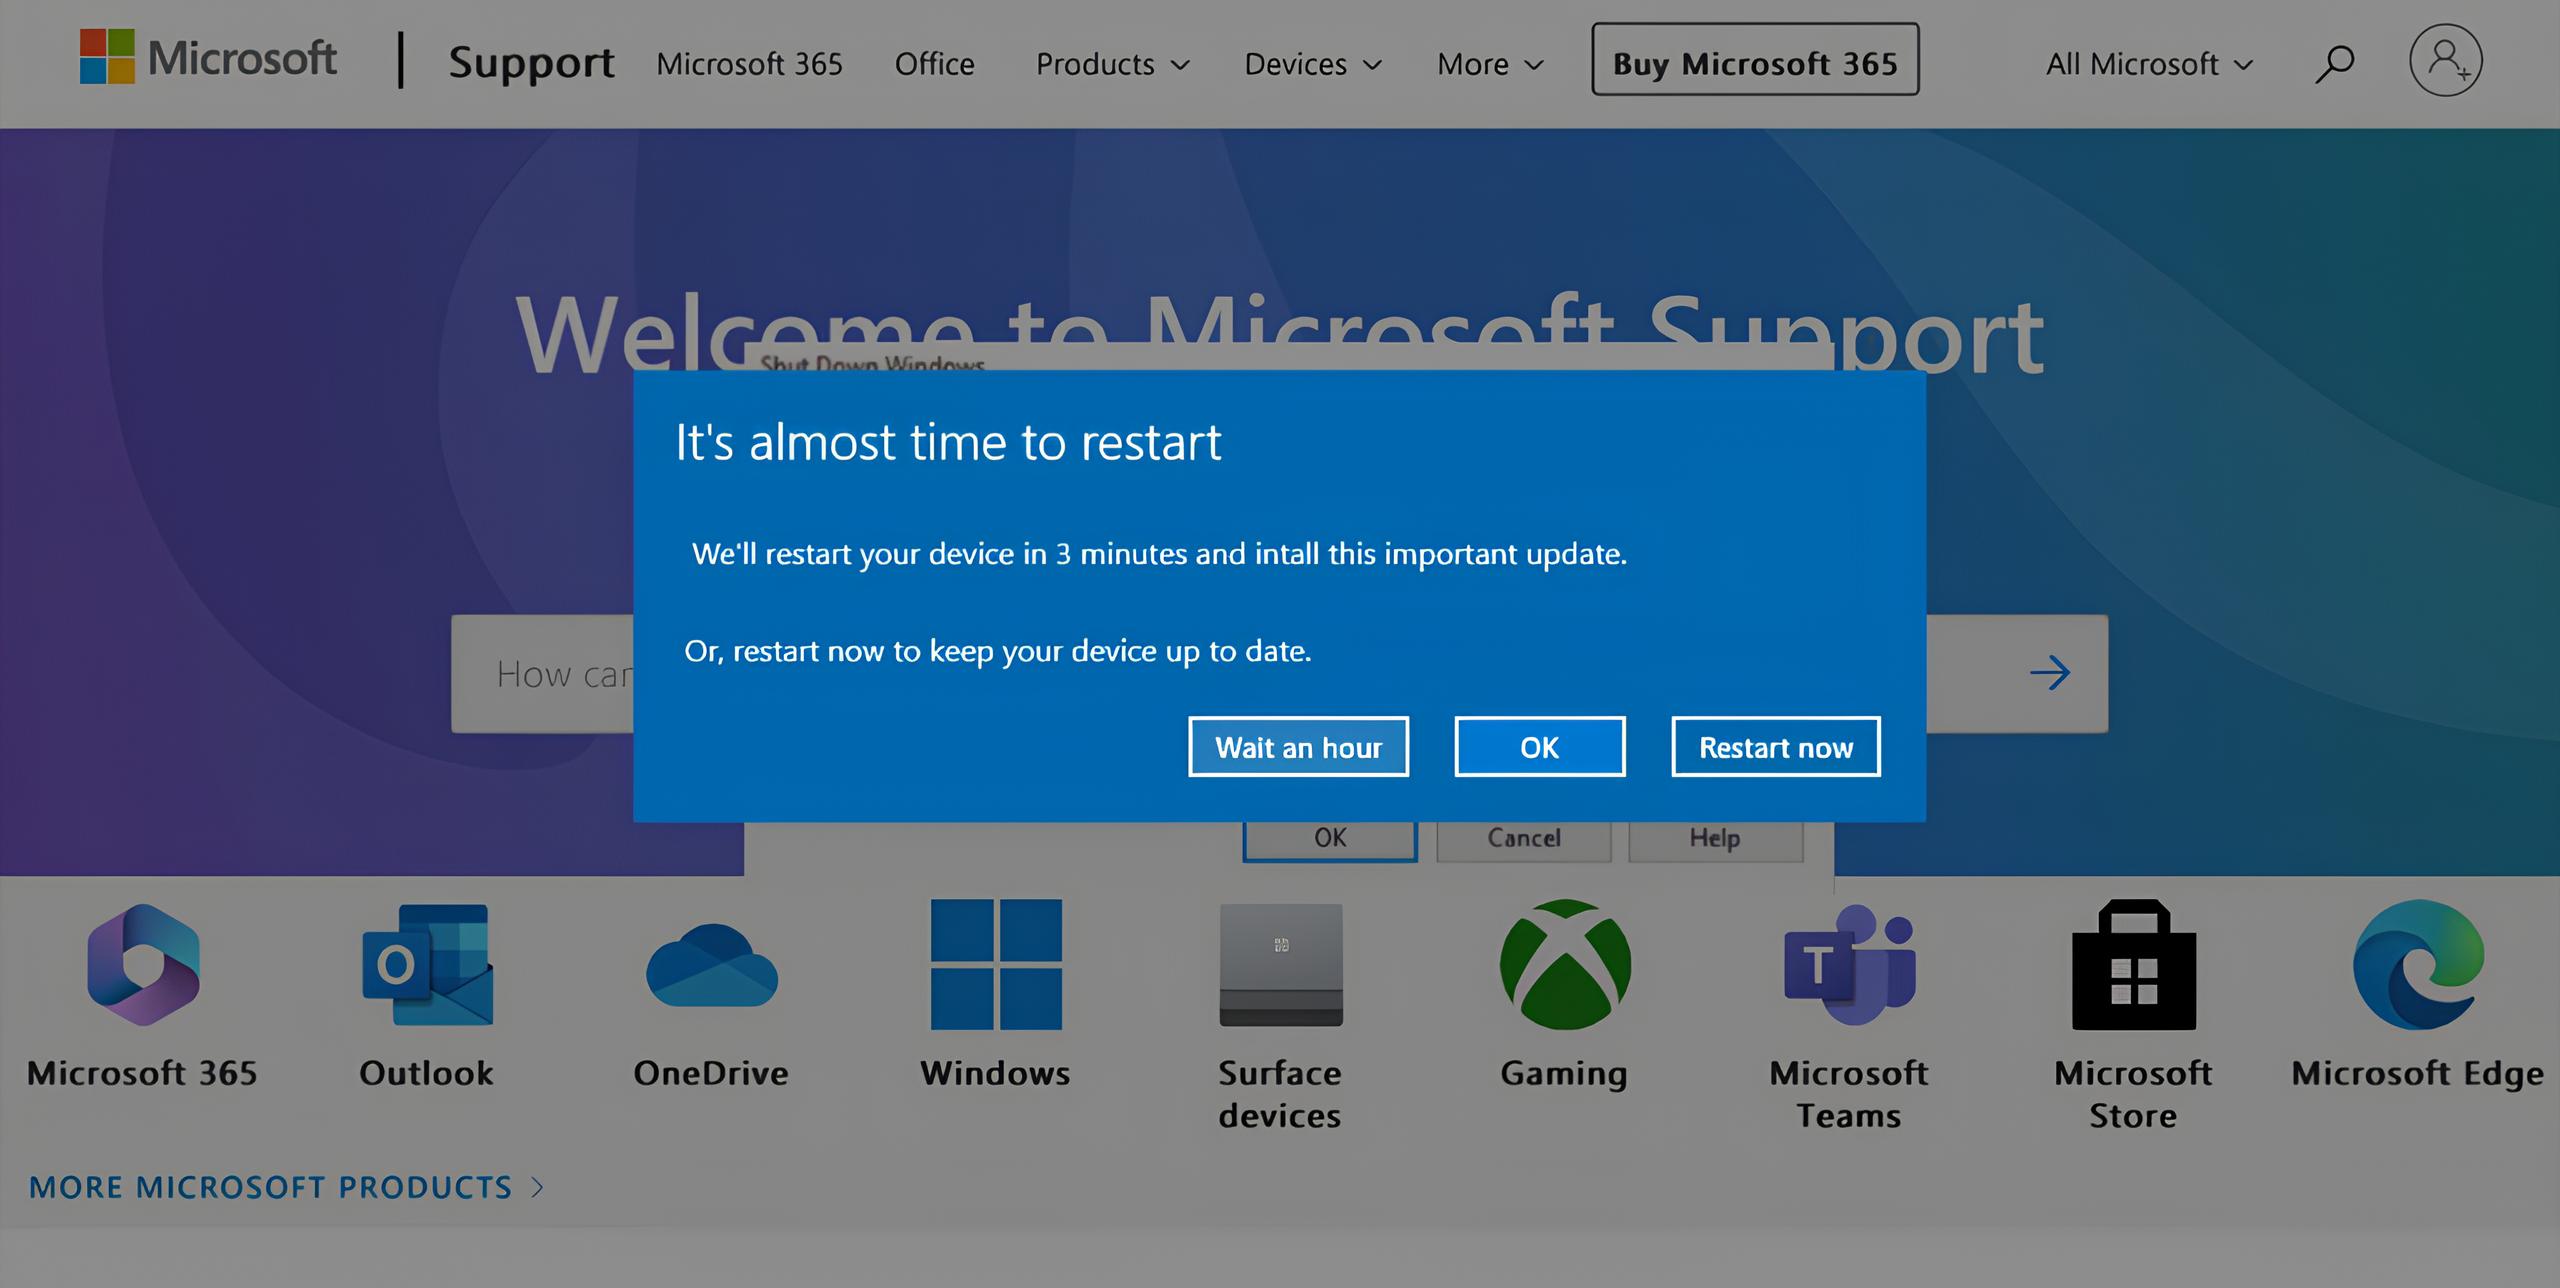 Microsoft | Support Microsoft 365 Office Products Devices More Buy Microsoft 365 All Microsoft
Welcome to Microsoft Support
Shut Down Windows
It's almost time to restart
We'll restart your device in 3 minutes and intall this important update.
Or, restart now to keep your device up to date.
How
Wait an hour OK Restart now
OK Cancel Help
Microsoft 365 Outlook OneDrive Windows Surface devices Gaming Microsoft Teams Microsoft Store Microsoft Edge
MORE MICROSOFT PRODUCTS